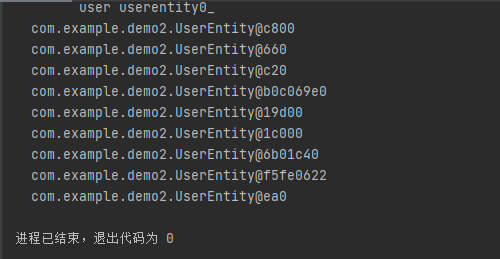 user userentity0_
com.example.demo2.UserEntity@c800
com.example.demo2.UserEntity@660
com.example.demo2.UserEntity@c20
com.example.demo2.UserEntity@b0c069e0
com.example.demo2.UserEntity@19d00
com.example.demo2.UserEntity@1c000
com.example.demo2.UserEntity@6b01c40
com.example.demo2.UserEntity@f5fe0622
com.example.demo2.UserEntity@ea0
进程已结束，退出代码为 0